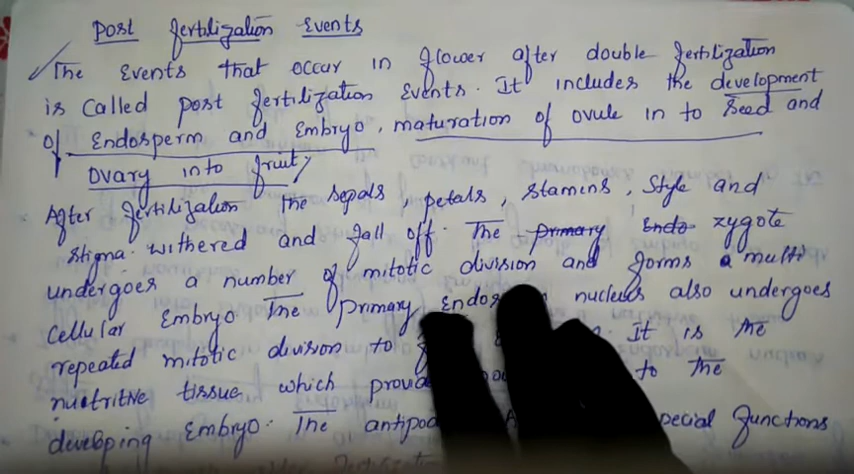 Post fertilization Events
The Events that occur in flower after double fertilization
is called post fertilization Events. It includes the development
of Endosperm and Embryo, maturation of ovule in to seed and
ovary into fruit,
After fertilization the sepals, petals, stamens, style and
stigma withered and fall off. The primary Endo zygote
undergoes a number of mitotic division and forms a multi
cellular Embryo The primary nucleus also undergoes
repeated mitotic division to It is the
nutritive tissue which to the
developing Embryo. The functions